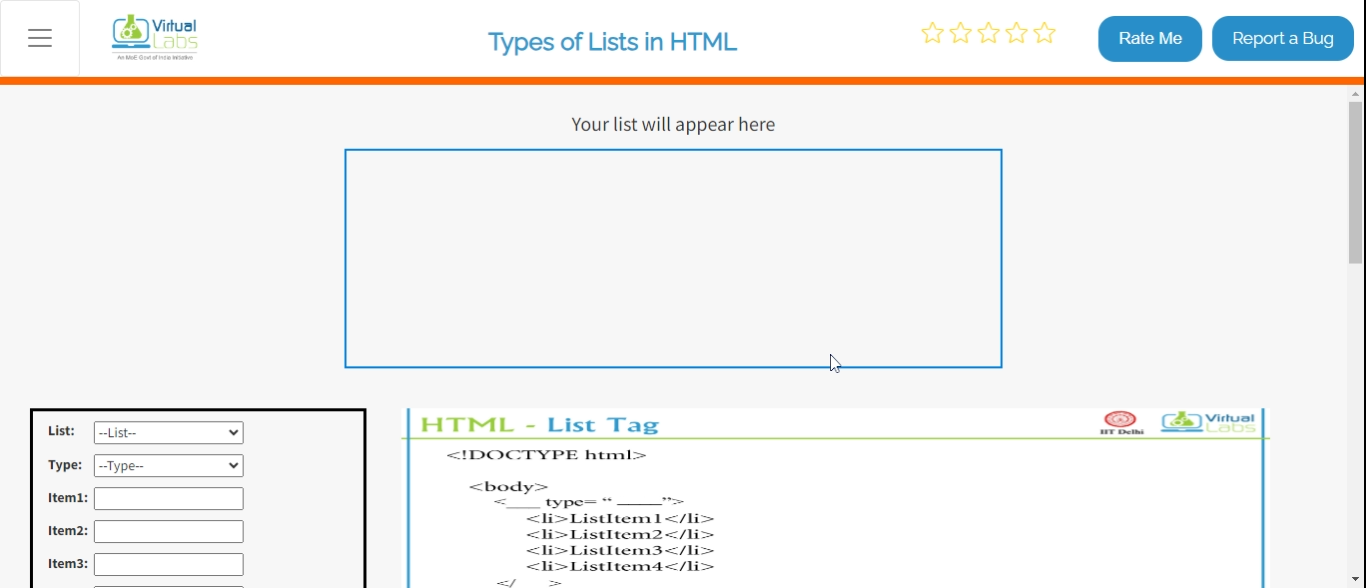 Virtual
Labs
An MoE Govt of India Initiative
Types of Lists in HTML
Rate Me
Report a Bug
Your list will appear here
List:
--List--
Type:
--Type--
Item1:
Item2:
Item3:
HTML - List Tag
IIT Delhi
Virtual
Labs
<!DOCTYPE html>
<body>
<____ type= “ _____”>
<li>ListItem1</li>
<li>ListItem2</li>
<li>ListItem3</li>
<li>ListItem4</li>
</____>